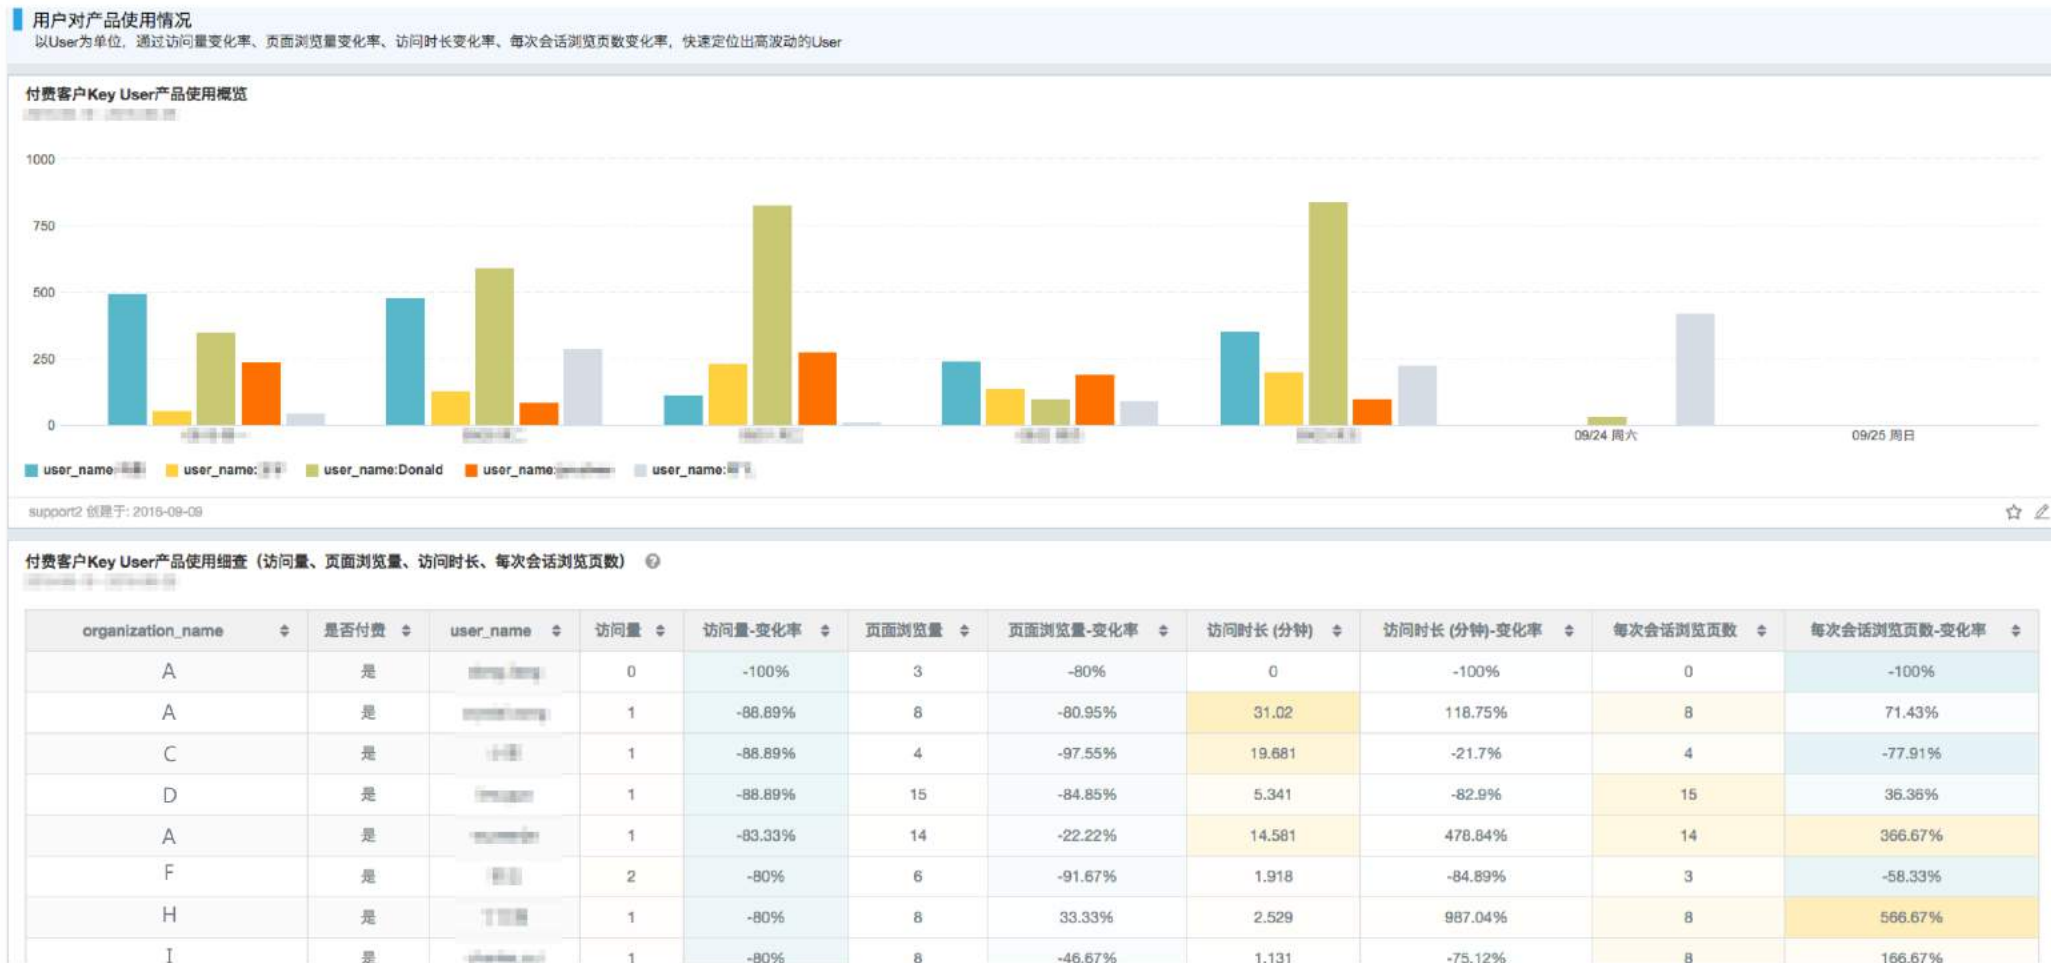 用户对产品使用情况
以User为单位，通过访问量变化率、页面浏览量变化率、访问时长变化率、每次会话浏览页数变化率，快速定位出高波动的User
付费客户Key User产品使用概览
1000
750
500
250
0
09/24 周六 09/25 周日
user_name: user_name: user_name:Donald user_name: user_name:
support2 创建于: 2016-09-09
付费客户Key User产品使用细查（访问量、页面浏览量、访问时长、每次会话浏览页数）
organization_name 是否付费 user_name 访问量 访问量-变化率 页面浏览量 页面浏览量-变化率 访问时长 (分钟) 访问时长 (分钟)-变化率 每次会话浏览页数 每次会话浏览页数-变化率
A 是 0 -100% 3 -80% 0 -100% 0 -100%
A 是 1 -88.89% 8 -80.95% 31.02 118.75% 8 71.43%
C 是 1 -88.89% 4 -97.55% 19.681 -21.7% 4 -77.91%
D 是 1 -88.89% 15 -84.85% 5.341 -82.9% 15 36.36%
A 是 1 -83.33% 14 -22.22% 14.581 478.84% 14 366.67%
F 是 2 -80% 6 -91.67% 1.918 -84.89% 3 -58.33%
H 是 1 -80% 8 33.33% 2.529 987.04% 8 566.67%
I 是 1 -80% 8 -46.67% 1.131 -75.12% 8 166.67%